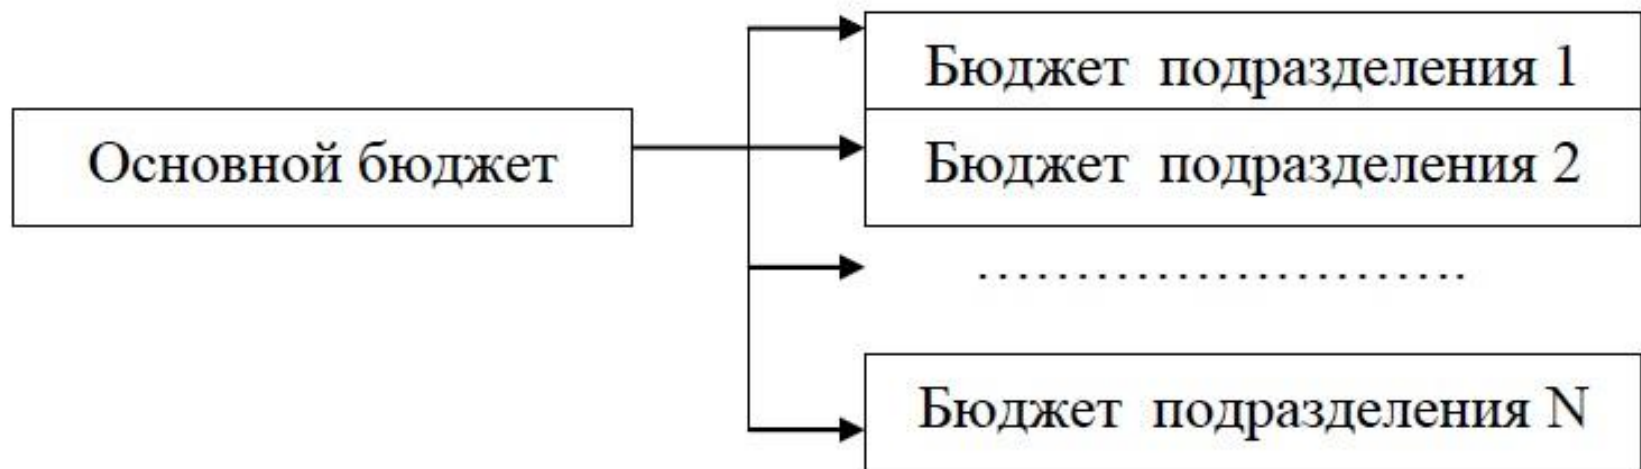 Бюджет подразделения 1
Основной бюджет
Бюджет подразделения 2
.........................
Бюджет подразделения N